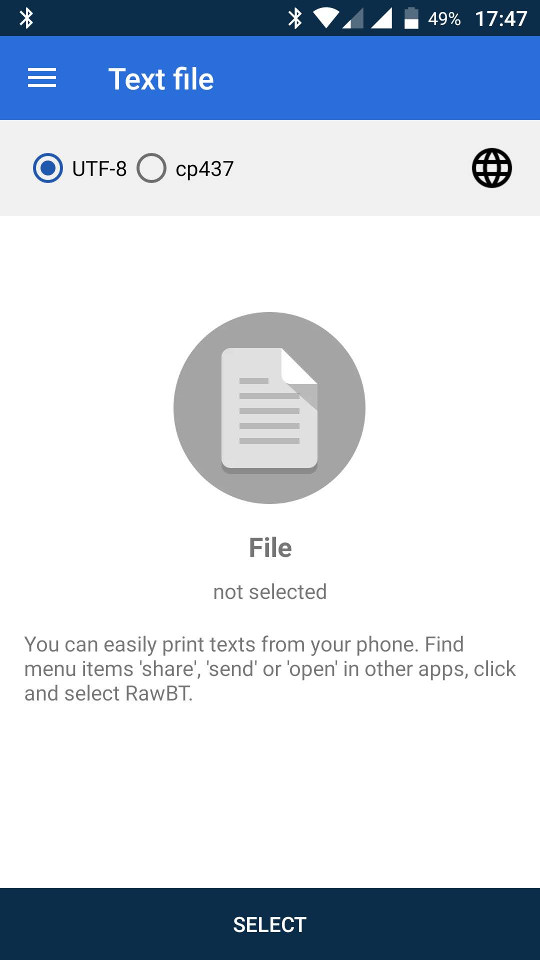 49% 17:47
Text file
UTF-8 cp437
File
not selected
You can easily print texts from your phone. Find
menu items 'share', 'send' or 'open' in other apps, click
and select RawBT.
SELECT